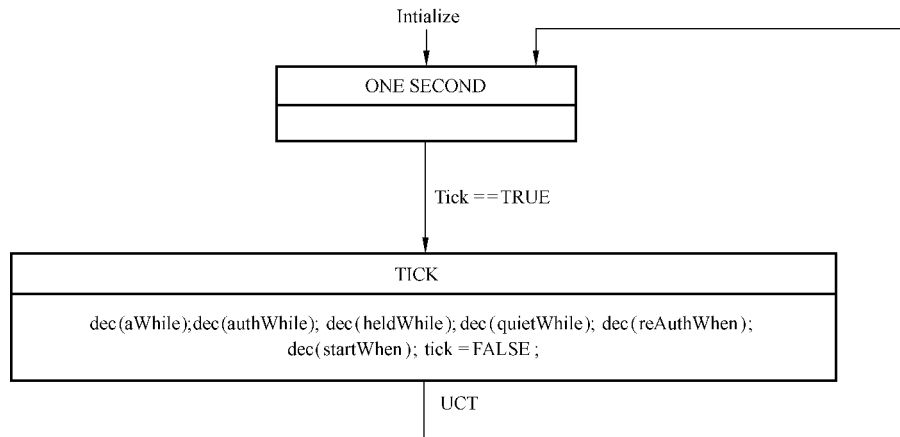 Intialize
ONE SECOND
Tick ==TRUE
TICK
dec(aWhile);dec(authWhile); dec(heldWhile);dec(quietWhile); dec(reAuthWhen);
dec(startWhen); tick =FALSE ;
UCT